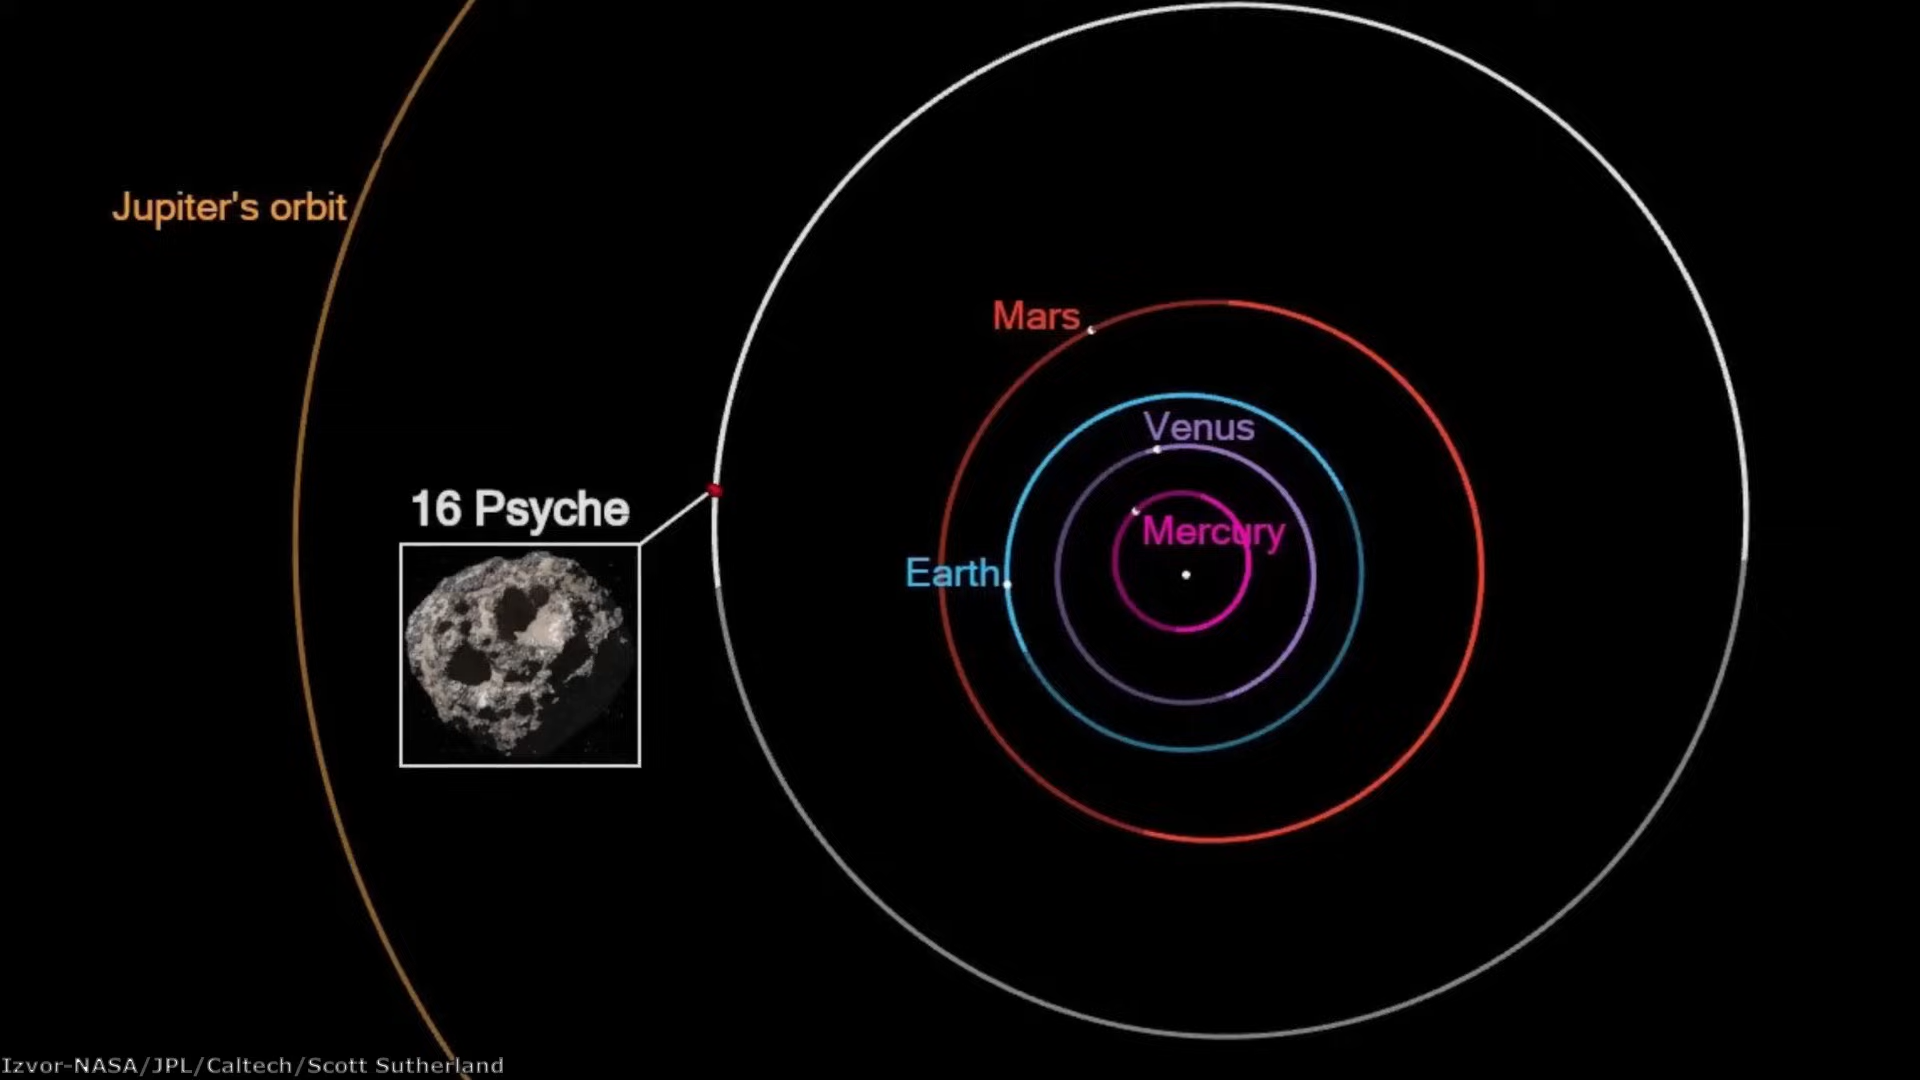 Jupiter's orbit
Mars
Venus
16 Psyche
Mercury
Earth
Izvor-NASA/JPL/Caltech/Scott Sutherland